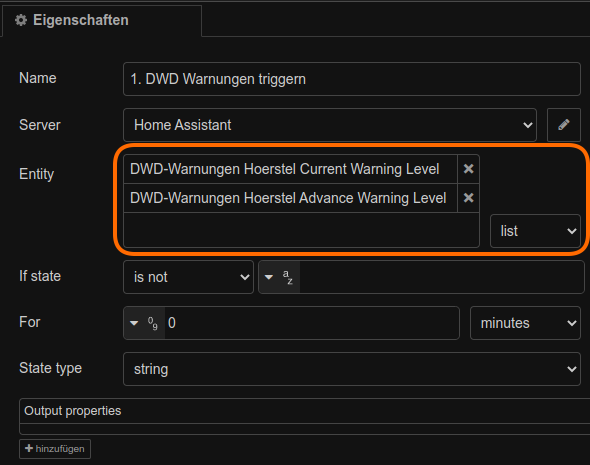 Eigenschaften
Name 1. DWD Warnungen triggern
Server Home Assistant
Entity DWD-Warnungen Hoerstel Current Warning Level
DWD-Warnungen Hoerstel Advance Warning Level
list
If state is not a z
For 0 9 0 minutes
State type string
Output properties
+ hinzufügen